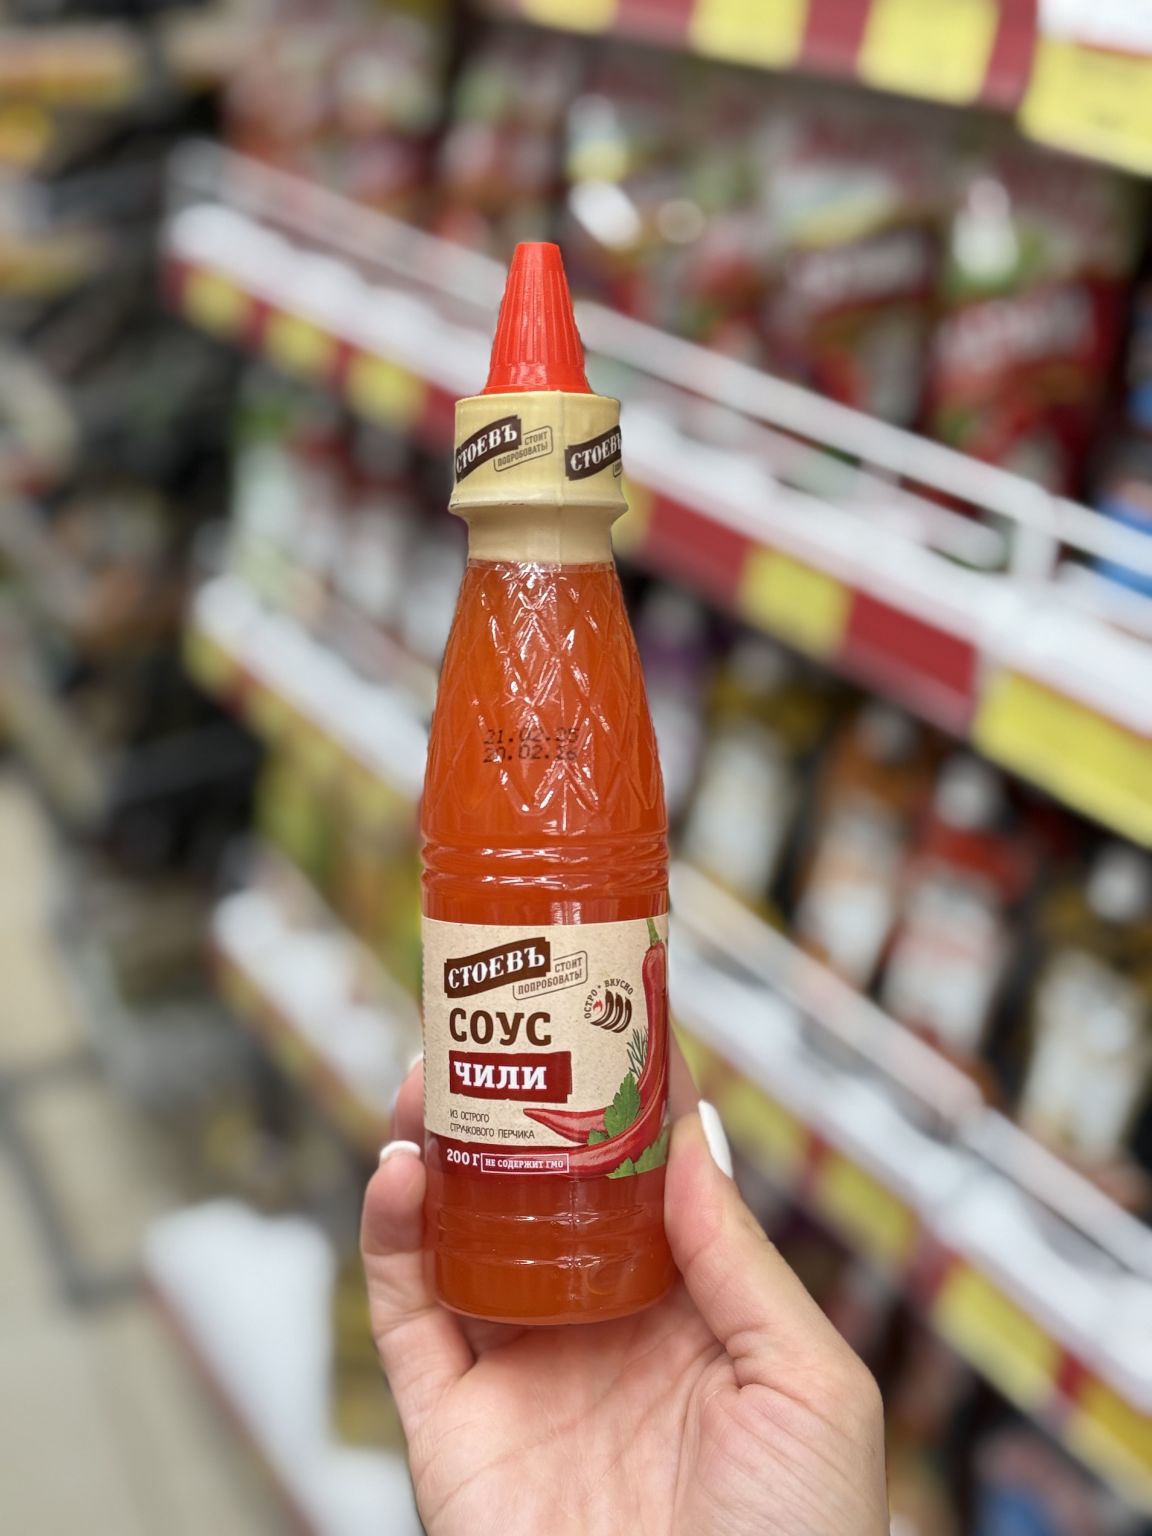 СТОЕВЪ СТОИТ ПОПРОБОВАТЬ!
СТОЕВЪ
21.02.25
20.02.26
СТОЕВЪ
СТОИТ
ПОПРОБОВАТЬ!
ОСТРО • ВКУСНО
СОУС
ЧИЛИ
ИЗ ОСТРОГО
СТРУЧКОВОГО ПЕРЧИКА
200 Г НЕ СОДЕРЖИТ ГМО